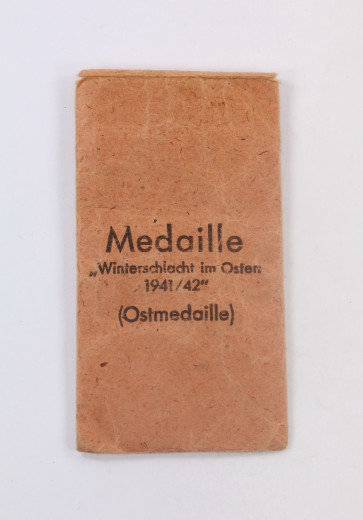 Medaille
„Winterschlacht im Osten
1941/42"
(Ostmedaille)